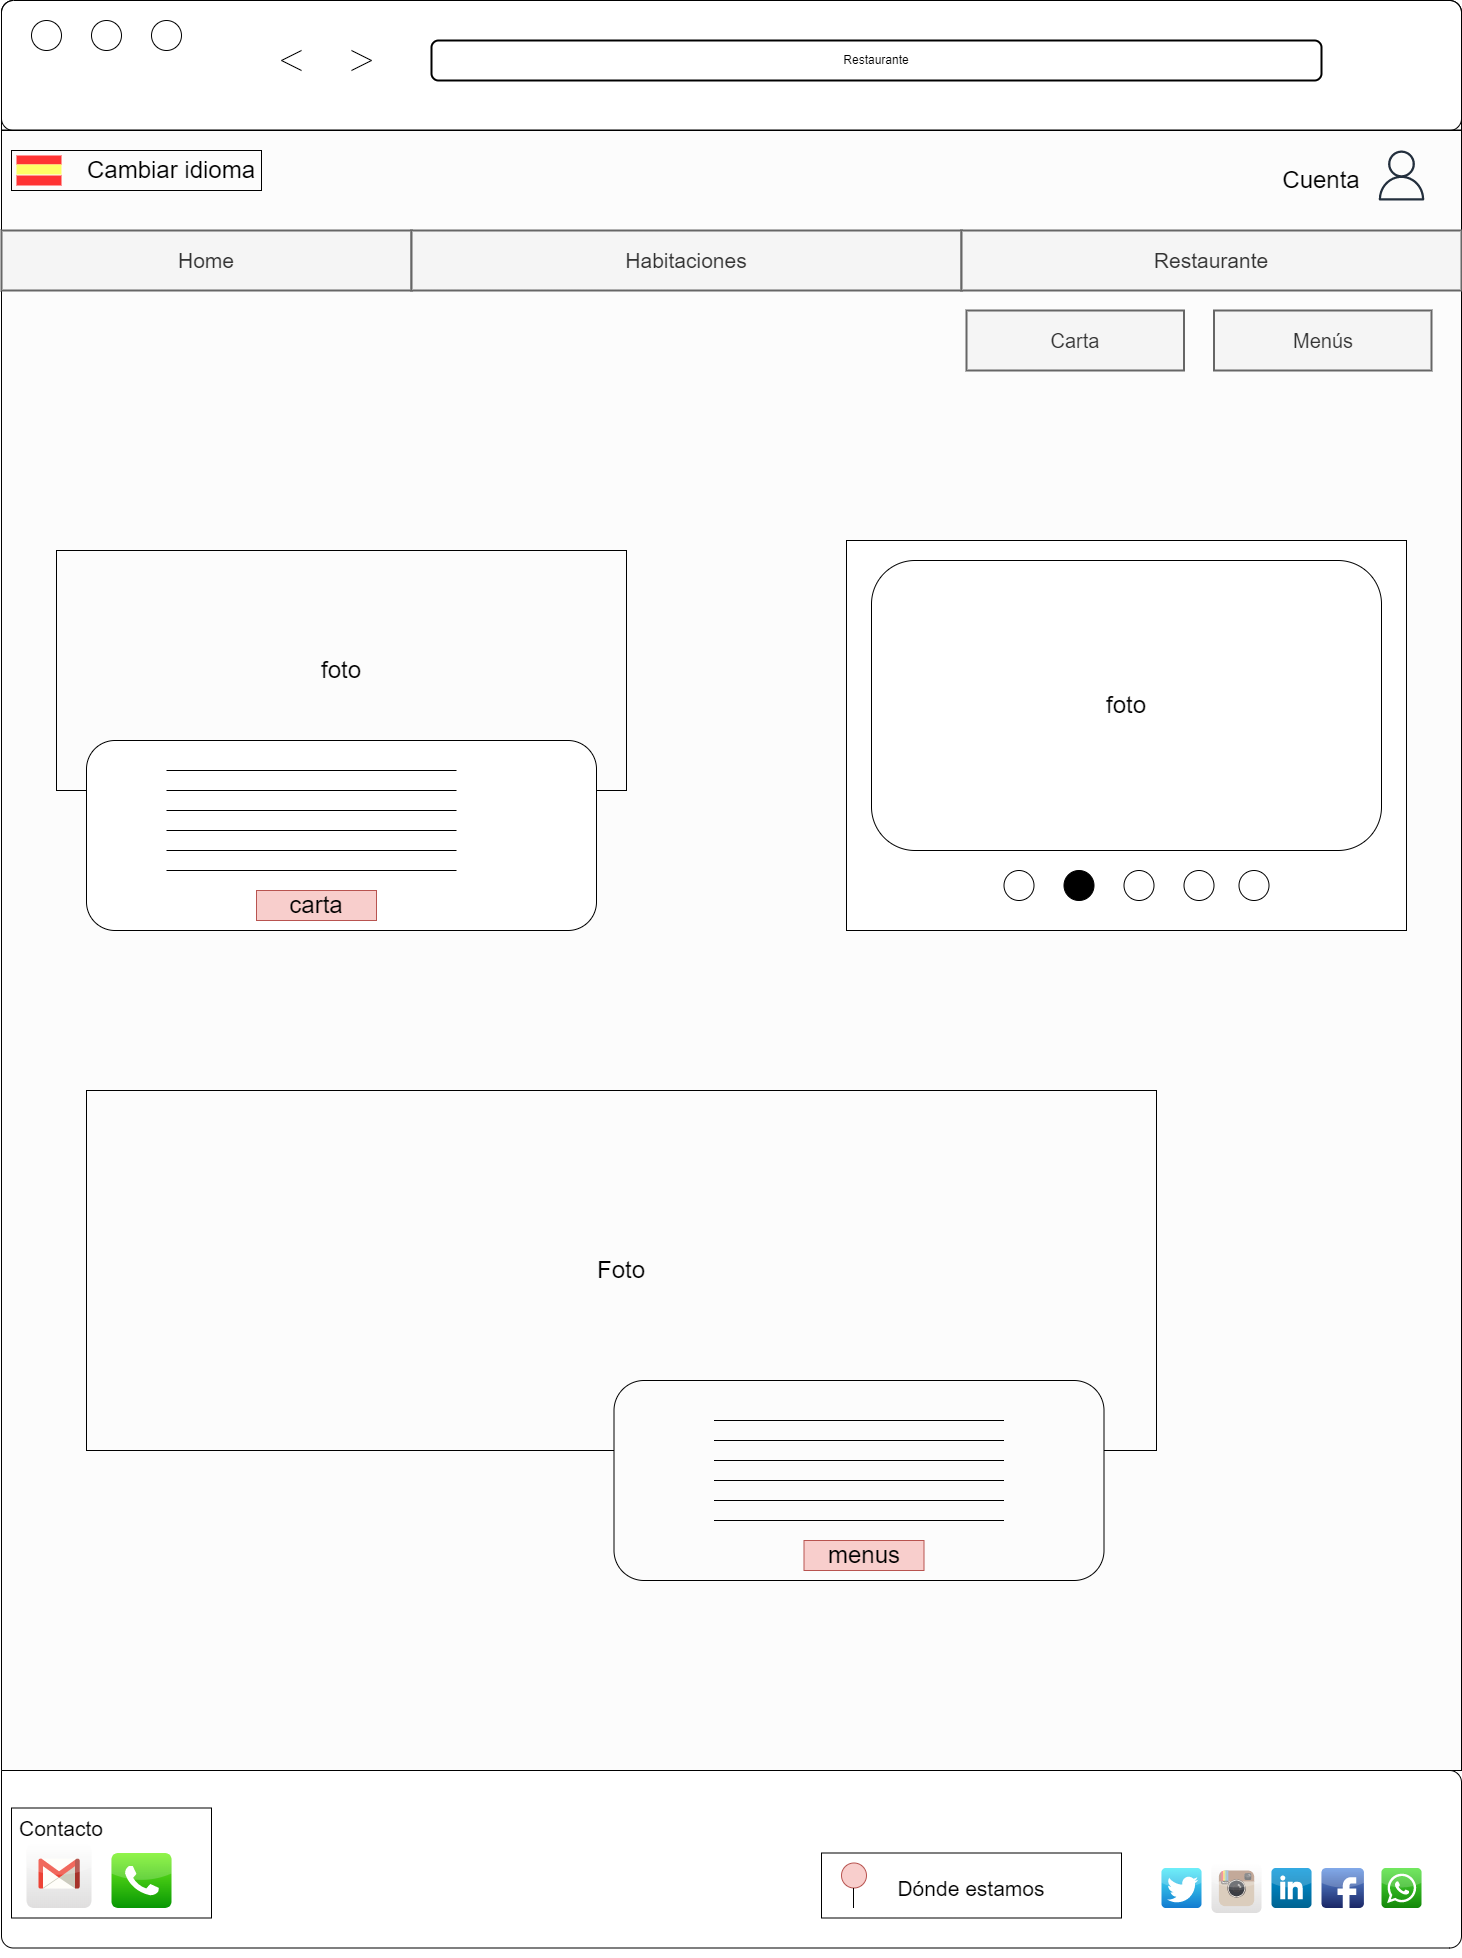 Restaurante
Cambiar idioma
Cuenta
Home
Habitaciones
Restaurante
Carta
Menús
foto
foto
carta
Foto
menus
Contacto
Dónde estamos
in